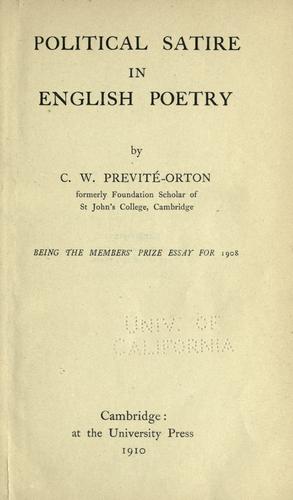 POLITICAL SATIRE
IN
ENGLISH POETRY
by
C. W. PREVITÉ-ORTON
formerly Foundation Scholar of
St John's College, Cambridge
BEING THE MEMBERS' PRIZE ESSAY FOR 1908
UNIV. OF
CALIFORNIA
Cambridge:
at the University Press
1910